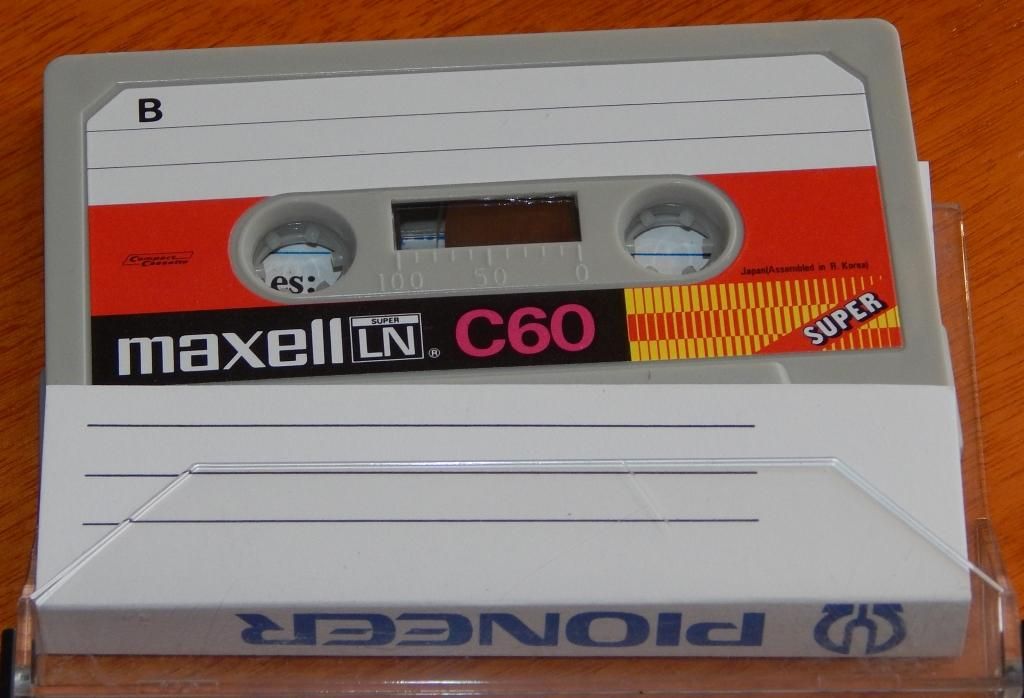 B
Compact
Cassette
es:
100 50 0
Japan(Assembled in R. Korea)
maxell SUPER LN ® C60
SUPER
PIONEER